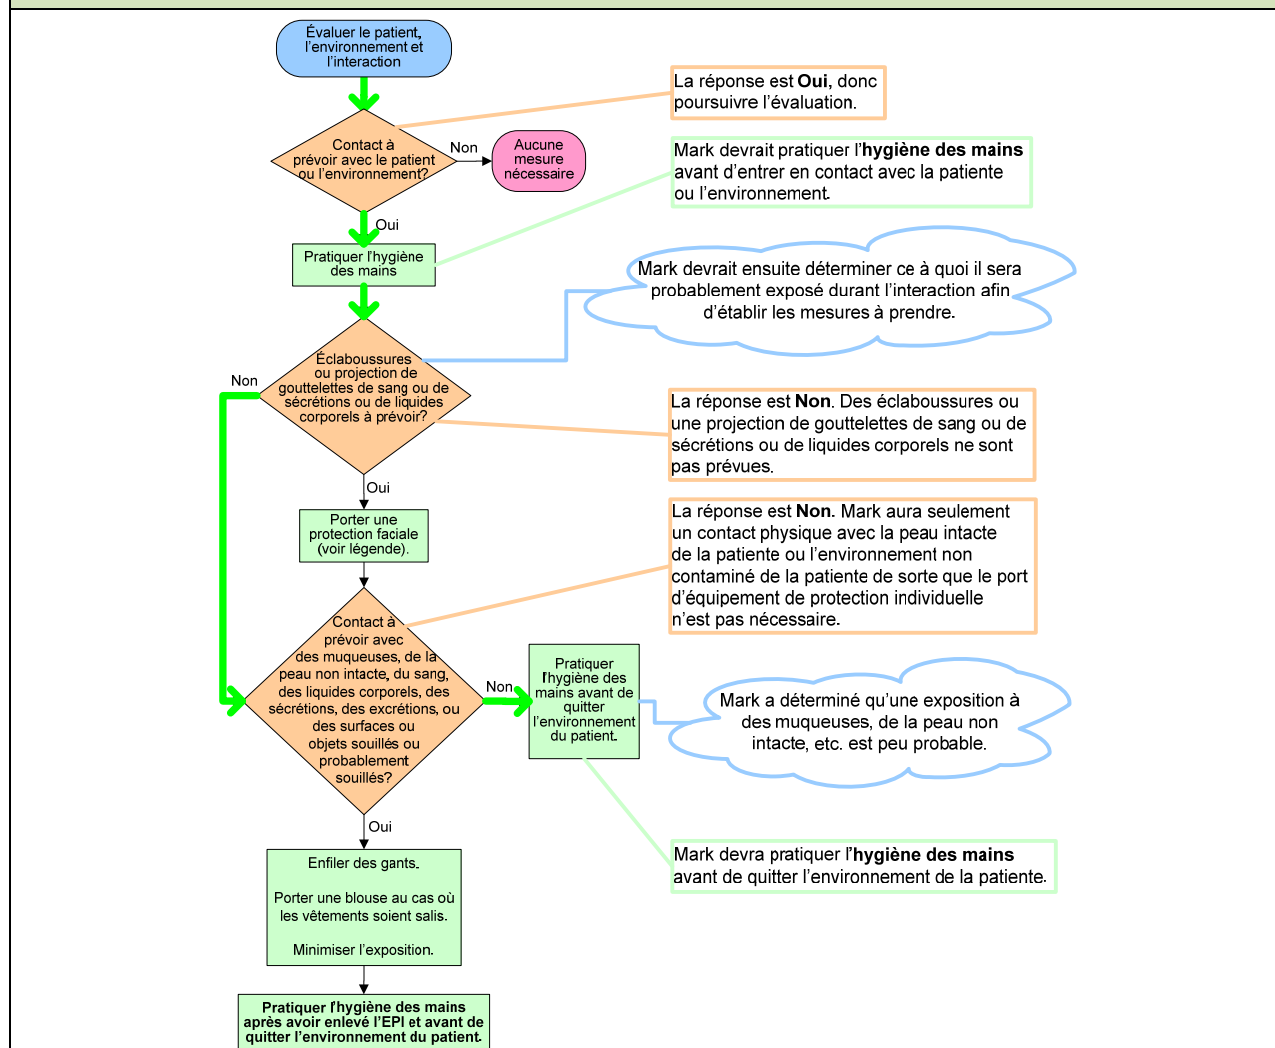 Évaluer le patient,
l'environnement et
l'interaction
La réponse est Oui, donc
poursuivre l'évaluation.
Contact à
prévoir avec le patient
ou l'environnement?
Non
Aucune
mesure
nécessaire
Mark devrait pratiquer l'hygiène des mains
avant d'entrer en contact avec la patiente
ou l'environnement.
Oui
Pratiquer l'hygiène
des mains
Mark devrait ensuite déterminer ce à quoi il sera
probablement exposé durant l'interaction afin
d'établir les mesures à prendre.
Éclaboussures
ou projection de
gouttelettes de sang ou de
sécrétions ou de liquides
corporels à prévoir?
Non
La réponse est Non. Des éclaboussures ou
une projection de gouttelettes de sang ou de
sécrétions ou de liquides corporels ne sont
pas prévues.
Oui
Porter une
protection faciale
(voir légende).
La réponse est Non. Mark aura seulement
un contact physique avec la peau intacte
de la patiente ou l'environnement non
contaminé de la patiente de sorte que le port
d'équipement de protection individuelle
n'est pas nécessaire.
Contact à
prévoir avec
des muqueuses, de la
peau non intacte, du sang,
des liquides corporels, des
sécrétions, des excrétions, ou
des surfaces ou
objets souillés ou
probablement
souillés?
Non
Pratiquer
l'hygiène des
mains avant de
quitter
l'environnement
du patient.
Mark a déterminé qu'une exposition à
des muqueuses, de la peau non
intacte, etc. est peu probable.
Oui
Mark devra pratiquer l'hygiène des mains
avant de quitter l'environnement de la patiente.
Enfiler des gants.
Porter une blouse au cas où
les vêtements soient salis.
Minimiser l'exposition.
Pratiquer l'hygiène des mains
après avoir enlevé l'EPI et avant de
quitter l'environnement du patient.